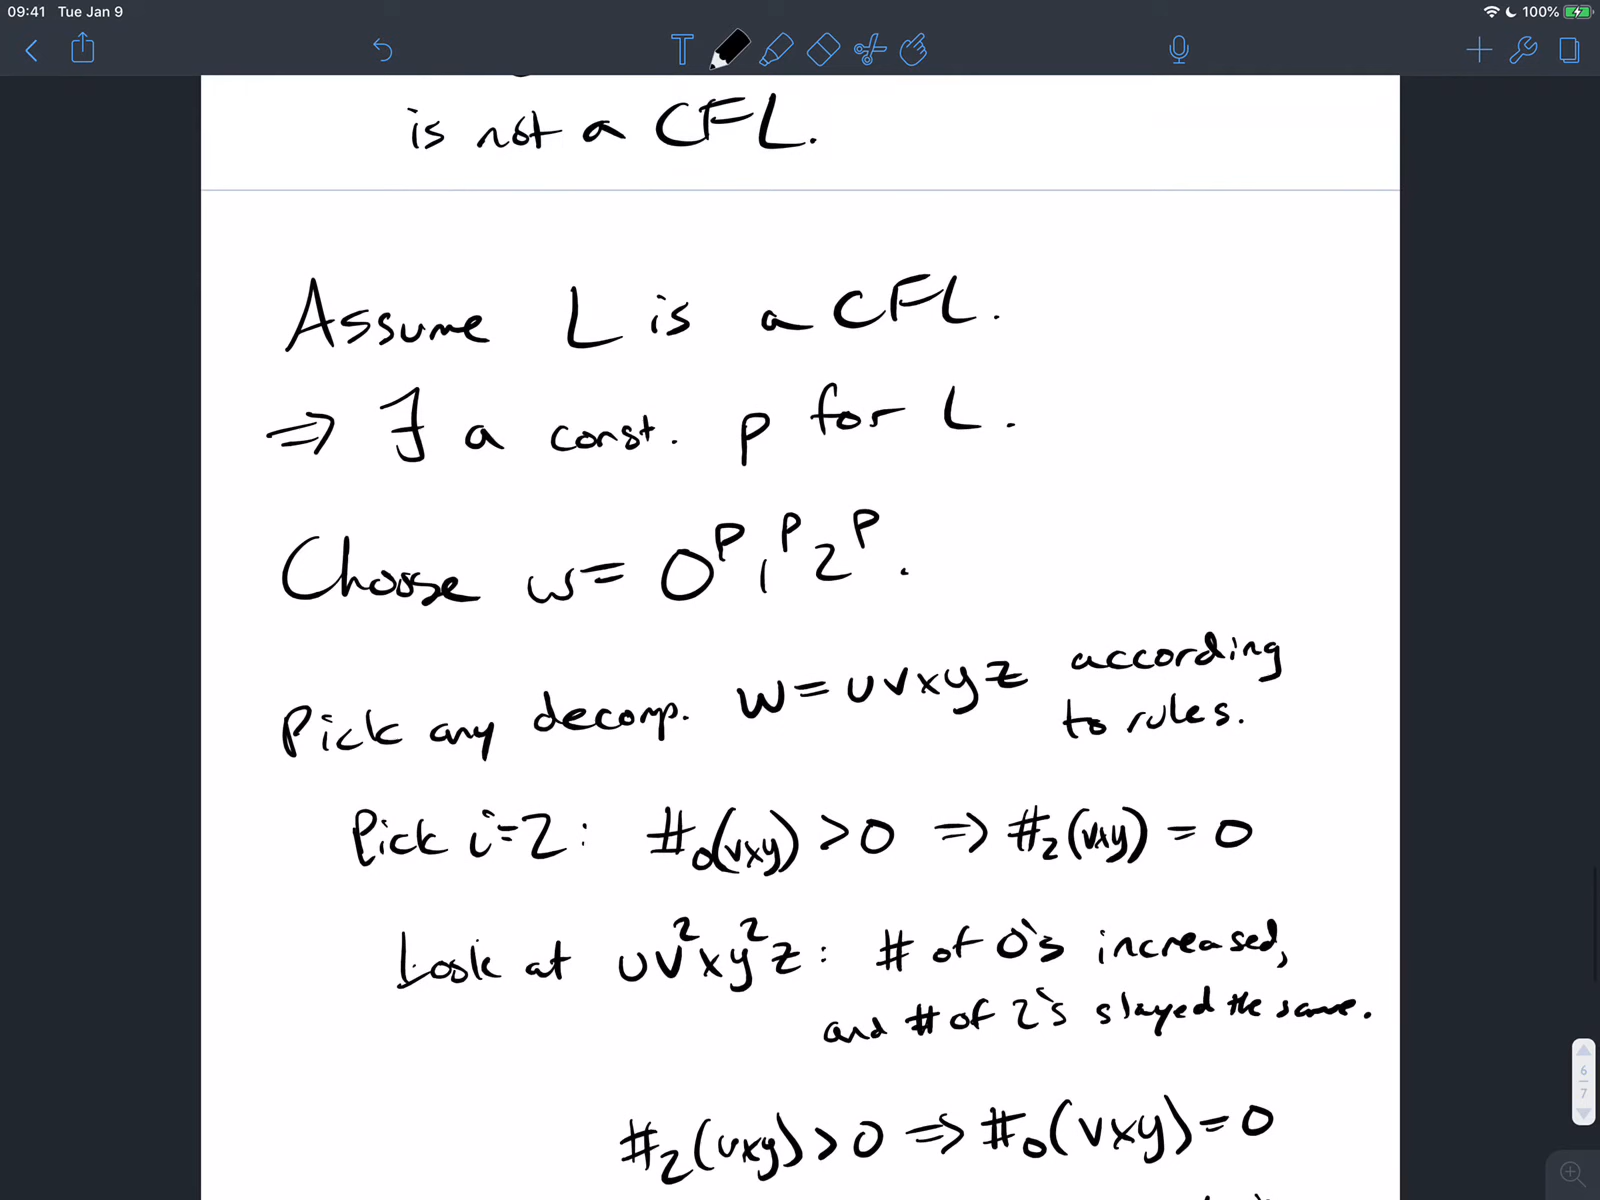 09:41 Tue Jan 9
100%
T
is not a CFL.
Assume L is a CFL.
⇒ ∃ a const. p for L.
Choose w = 0^p 1^p 2^p.
Pick any decomp. w = uvxyz according
to rules.
Pick i=2: #₀(vxy) > 0 ⇒ #₂(vxy) = 0
Look at uv²xy²z: # of 0's increased,
and # of 2's stayed the same.
#₂(vxy) > 0 ⇒ #₀(vxy) = 0
6
7